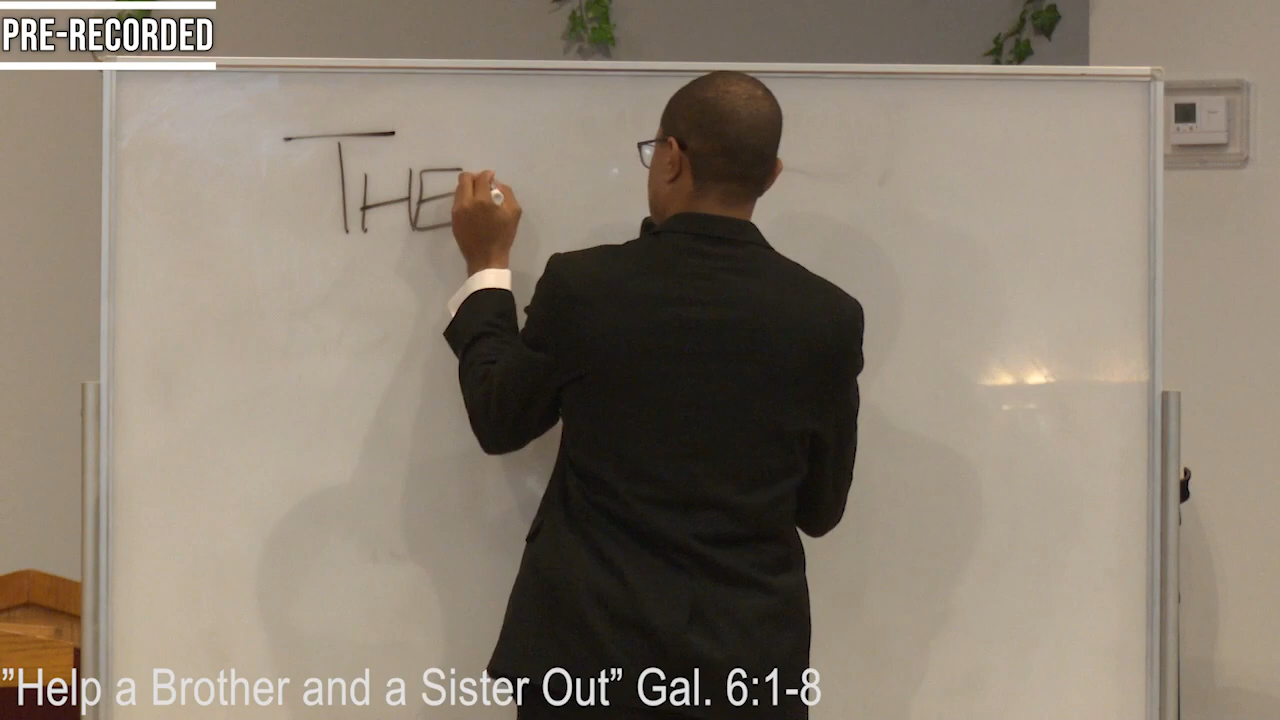 PRE-RECORDED
THE
”Help a Brother and a Sister Out” Gal. 6:1-8